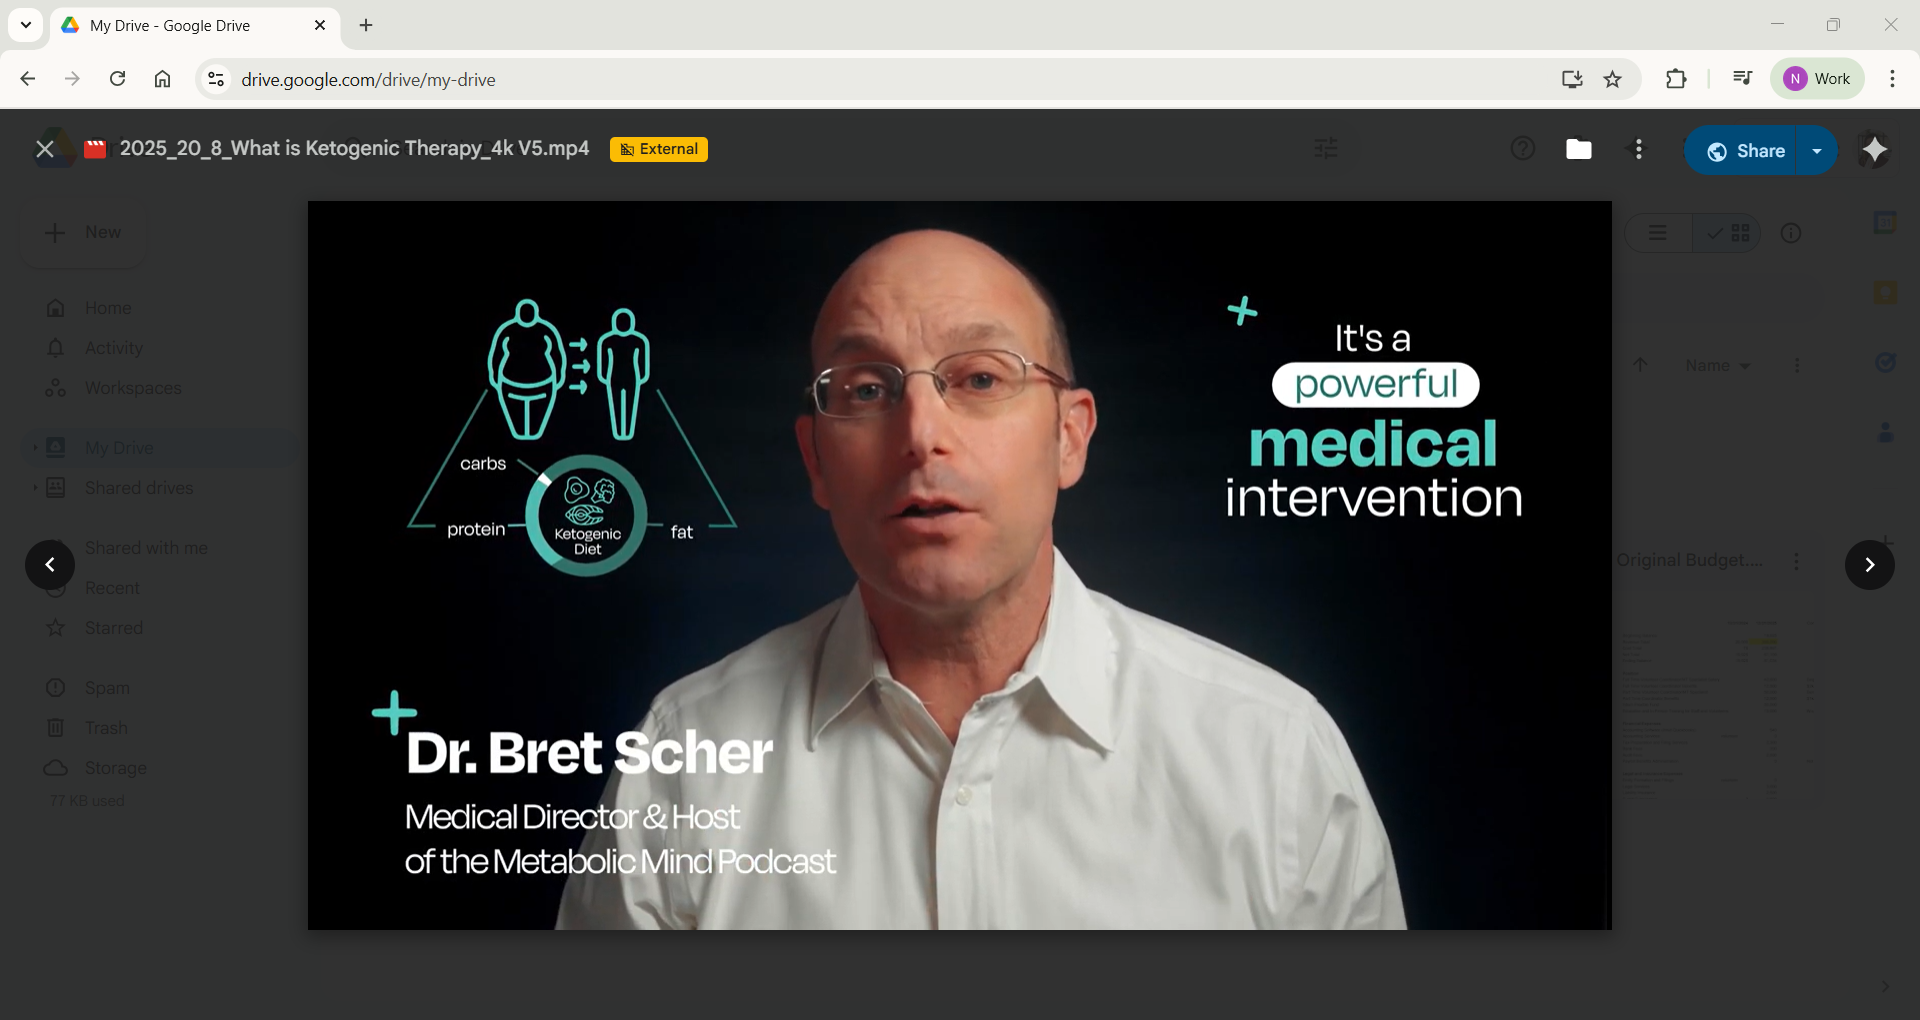 My Drive - Google Drive
drive.google.com/drive/my-drive
N Work
2025_20_8_What is Ketogenic Therapy_4k V5.mp4
External
Share
New
Home
Activity
Workspaces
My Drive
Shared drives
Shared with me
Recent
Starred
Spam
Trash
Storage
77 KB used
Name
Original Budget....
carbs
protein
fat
Ketogenic
Diet
It's a
powerful
medical
intervention
Dr. Bret Scher
Medical Director & Host
of the Metabolic Mind Podcast